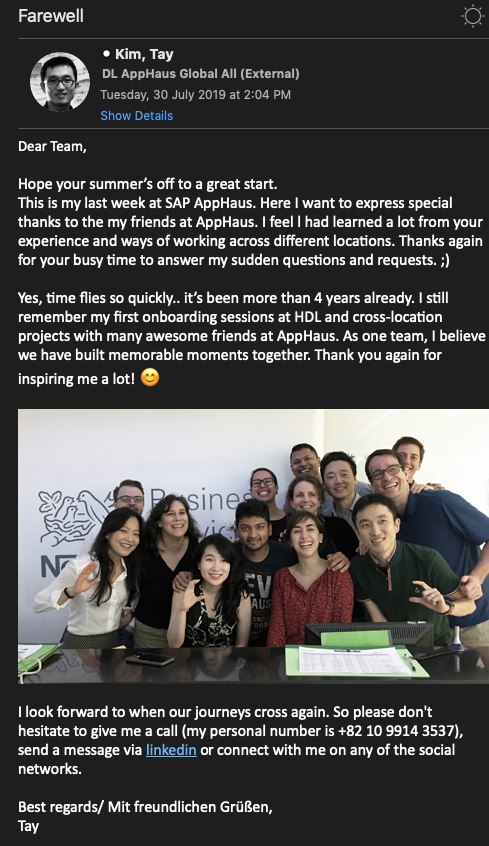 Farewell
Kim, Tay
DL AppHaus Global All (External)
Tuesday, 30 July 2019 at 2:04 PM
Show Details
Dear Team,
Hope your summer’s off to a great start.
This is my last week at SAP AppHaus. Here I want to express special
thanks to the my friends at AppHaus. I feel I had learned a lot from your
experience and ways of working across different locations. Thanks again
for your busy time to answer my sudden questions and requests. ;)
Yes, time flies so quickly.. it’s been more than 4 years already. I still
remember my first onboarding sessions at HDL and cross-location
projects with many awesome friends at AppHaus. As one team, I believe
we have built memorable moments together. Thank you again for
inspiring me a lot! 😊
Business
I look forward to when our journeys cross again. So please don't
hesitate to give me a call (my personal number is +82 10 9914 3537),
send a message via linkedin or connect with me on any of the social
networks.
Best regards/ Mit freundlichen Grüßen,
Tay